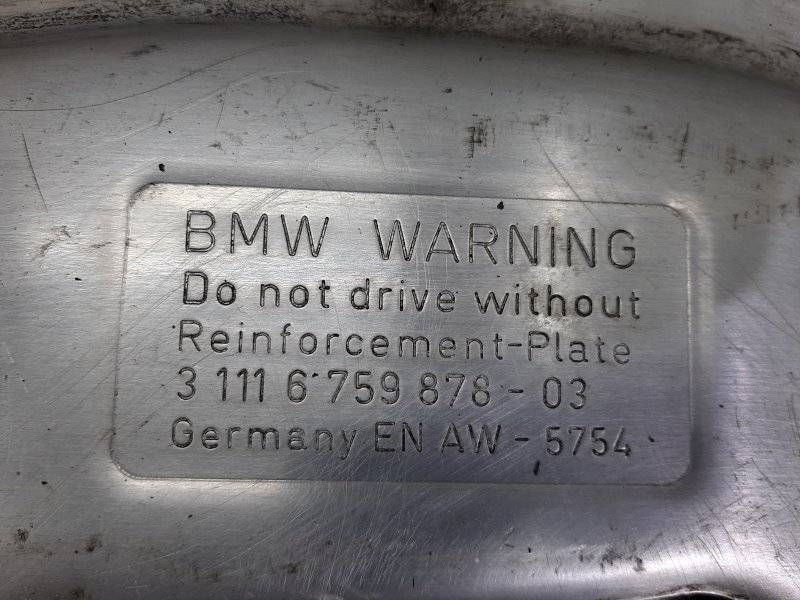 BMW WARNING
Do not drive without
Reinforcement-Plate
3 111 6 759 878 - 03
Germany EN AW - 5754